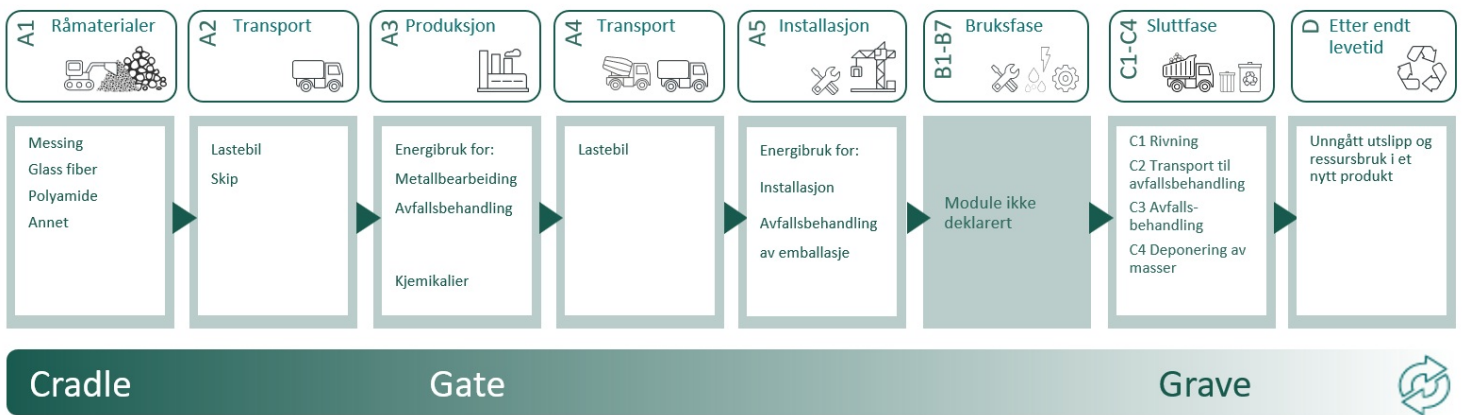 A1 Råmaterialer
A2 Transport
A3 Produksjon
A4 Transport
A5 Installasjon
B1-B7 Bruksfase
C1-C4 Sluttfase
D Etter endt
levetid
Messing
Glass fiber
Polyamide
Annet
Lastebil
Skip
Energibruk for:
Metallbearbeiding
Avfallsbehandling
Kjemikalier
Lastebil
Energibruk for:
Installasjon
Avfallsbehandling
av emballasje
Module ikke
deklarert
C1 Rivning
C2 Transport til
avfallsbehandling
C3 Avfalls-
behandling
C4 Deponering av
masser
Unngått utslipp og
ressursbruk i et
nytt produkt
Cradle
Gate
Grave